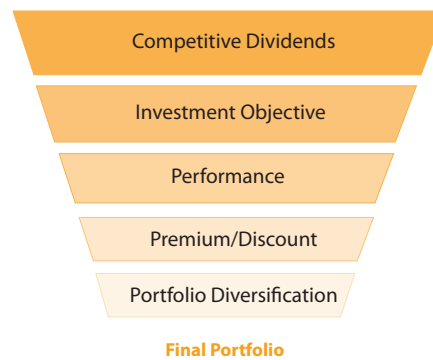 Competitive Dividends
Investment Objective
Performance
Premium/Discount
Portfolio Diversification
Final Portfolio